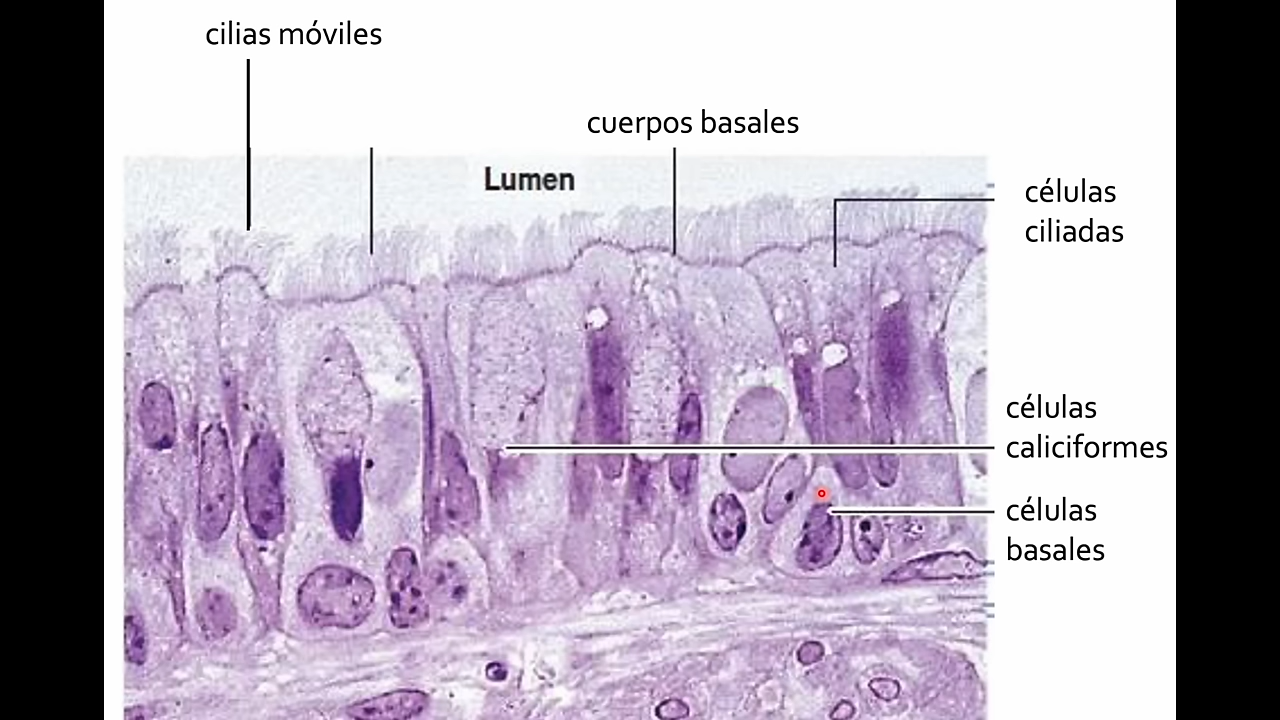 cilias móviles
cuerpos basales
Lumen
células
ciliadas
células
caliciformes
células
basales